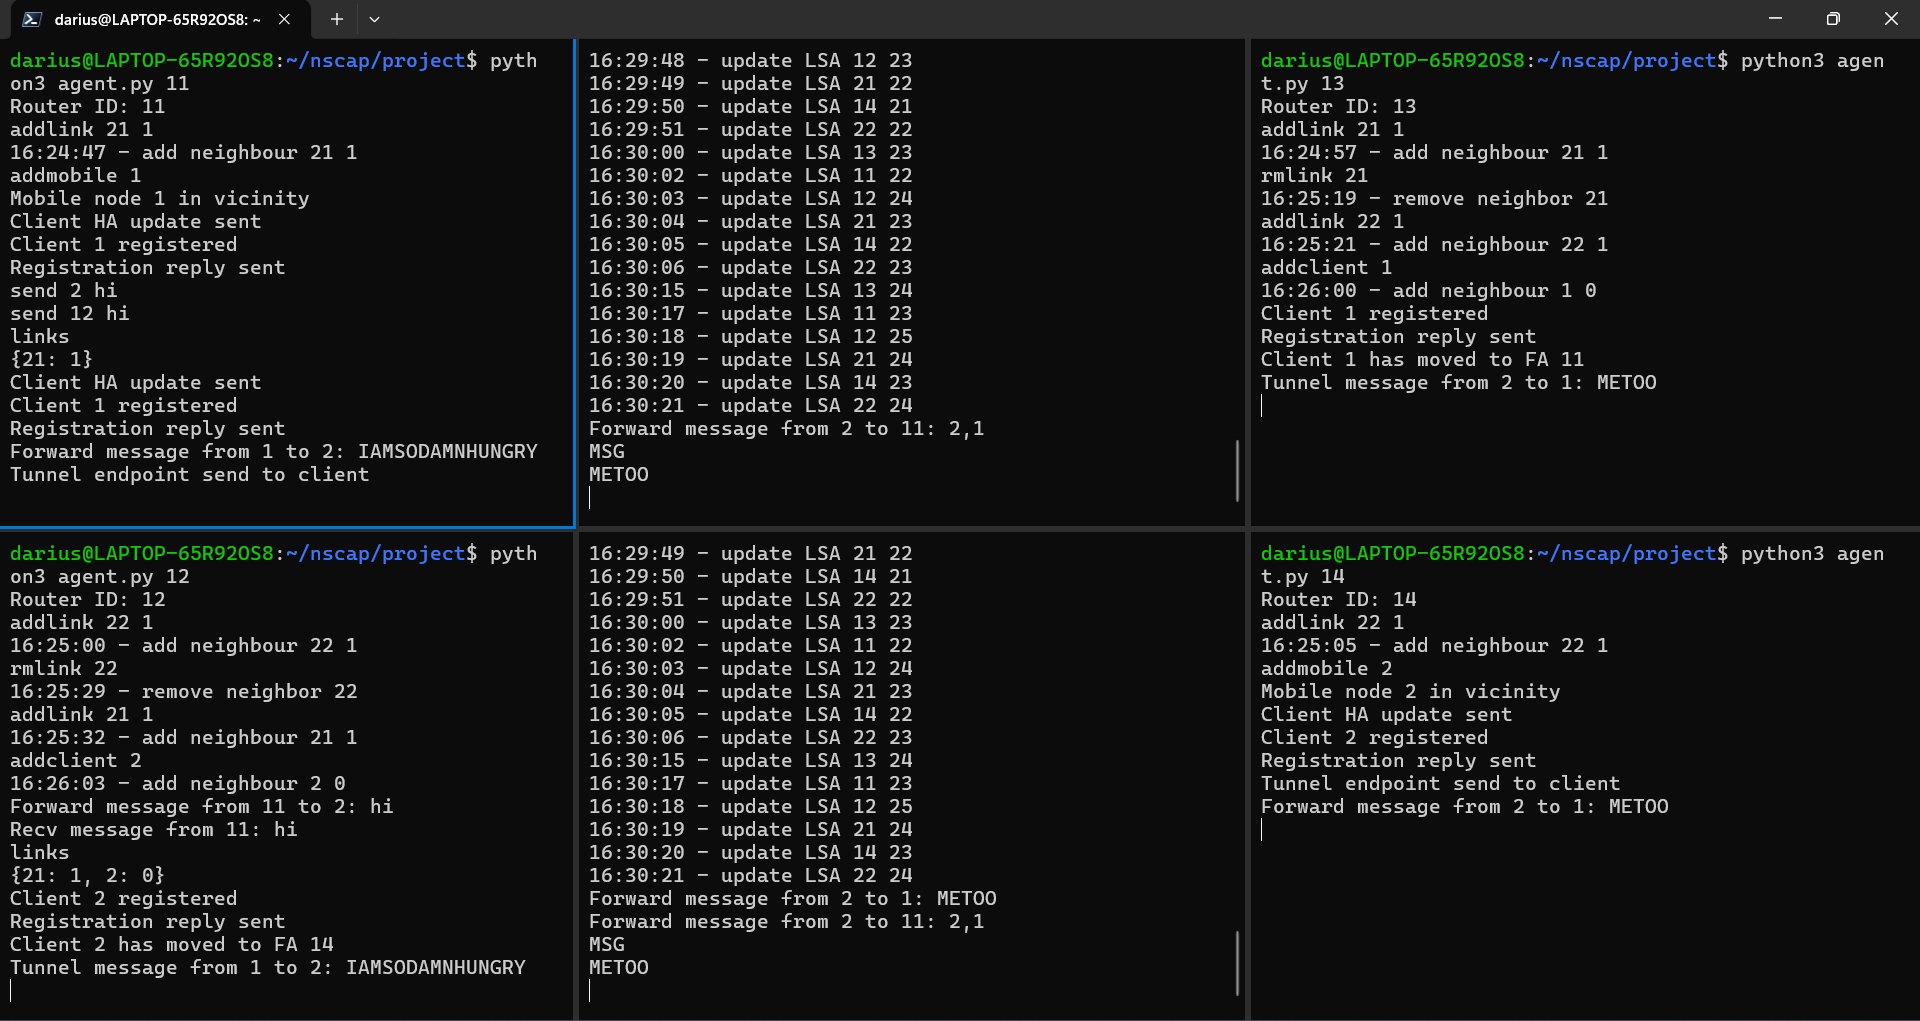 darius@LAPTOP-65R92OS8: ~
darius@LAPTOP-65R92OS8:~/nscap/project$ pyth
on3 agent.py 11
Router ID: 11
addlink 21 1
16:24:47 - add neighbour 21 1
addmobile 1
Mobile node 1 in vicinity
Client HA update sent
Client 1 registered
Registration reply sent
send 2 hi
send 12 hi
links
{21: 1}
Client HA update sent
Client 1 registered
Registration reply sent
Forward message from 1 to 2: IAMSODAMNHUNGRY
Tunnel endpoint send to client
16:29:48 - update LSA 12 23
16:29:49 - update LSA 21 22
16:29:50 - update LSA 14 21
16:29:51 - update LSA 22 22
16:30:00 - update LSA 13 23
16:30:02 - update LSA 11 22
16:30:03 - update LSA 12 24
16:30:04 - update LSA 21 23
16:30:05 - update LSA 14 22
16:30:06 - update LSA 22 23
16:30:15 - update LSA 13 24
16:30:17 - update LSA 11 23
16:30:18 - update LSA 12 25
16:30:19 - update LSA 21 24
16:30:20 - update LSA 14 23
16:30:21 - update LSA 22 24
Forward message from 2 to 11: 2,1
MSG
METOO
darius@LAPTOP-65R92OS8:~/nscap/project$ python3 agen
t.py 13
Router ID: 13
addlink 21 1
16:24:57 - add neighbour 21 1
rmlink 21
16:25:19 - remove neighbor 21
addlink 22 1
16:25:21 - add neighbour 22 1
addclient 1
16:26:00 - add neighbour 1 0
Client 1 registered
Registration reply sent
Client 1 has moved to FA 11
Tunnel message from 2 to 1: METOO
darius@LAPTOP-65R92OS8:~/nscap/project$ pyth
on3 agent.py 12
Router ID: 12
addlink 22 1
16:25:00 - add neighbour 22 1
rmlink 22
16:25:29 - remove neighbor 22
addlink 21 1
16:25:32 - add neighbour 21 1
addclient 2
16:26:03 - add neighbour 2 0
Forward message from 11 to 2: hi
Recv message from 11: hi
links
{21: 1, 2: 0}
Client 2 registered
Registration reply sent
Client 2 has moved to FA 14
Tunnel message from 1 to 2: IAMSODAMNHUNGRY
16:29:49 - update LSA 21 22
16:29:50 - update LSA 14 21
16:29:51 - update LSA 22 22
16:30:00 - update LSA 13 23
16:30:02 - update LSA 11 22
16:30:03 - update LSA 12 24
16:30:04 - update LSA 21 23
16:30:05 - update LSA 14 22
16:30:06 - update LSA 22 23
16:30:15 - update LSA 13 24
16:30:17 - update LSA 11 23
16:30:18 - update LSA 12 25
16:30:19 - update LSA 21 24
16:30:20 - update LSA 14 23
16:30:21 - update LSA 22 24
Forward message from 2 to 1: METOO
Forward message from 2 to 11: 2,1
MSG
METOO
darius@LAPTOP-65R92OS8:~/nscap/project$ python3 agen
t.py 14
Router ID: 14
addlink 22 1
16:25:05 - add neighbour 22 1
addmobile 2
Mobile node 2 in vicinity
Client HA update sent
Client 2 registered
Registration reply sent
Tunnel endpoint send to client
Forward message from 2 to 1: METOO